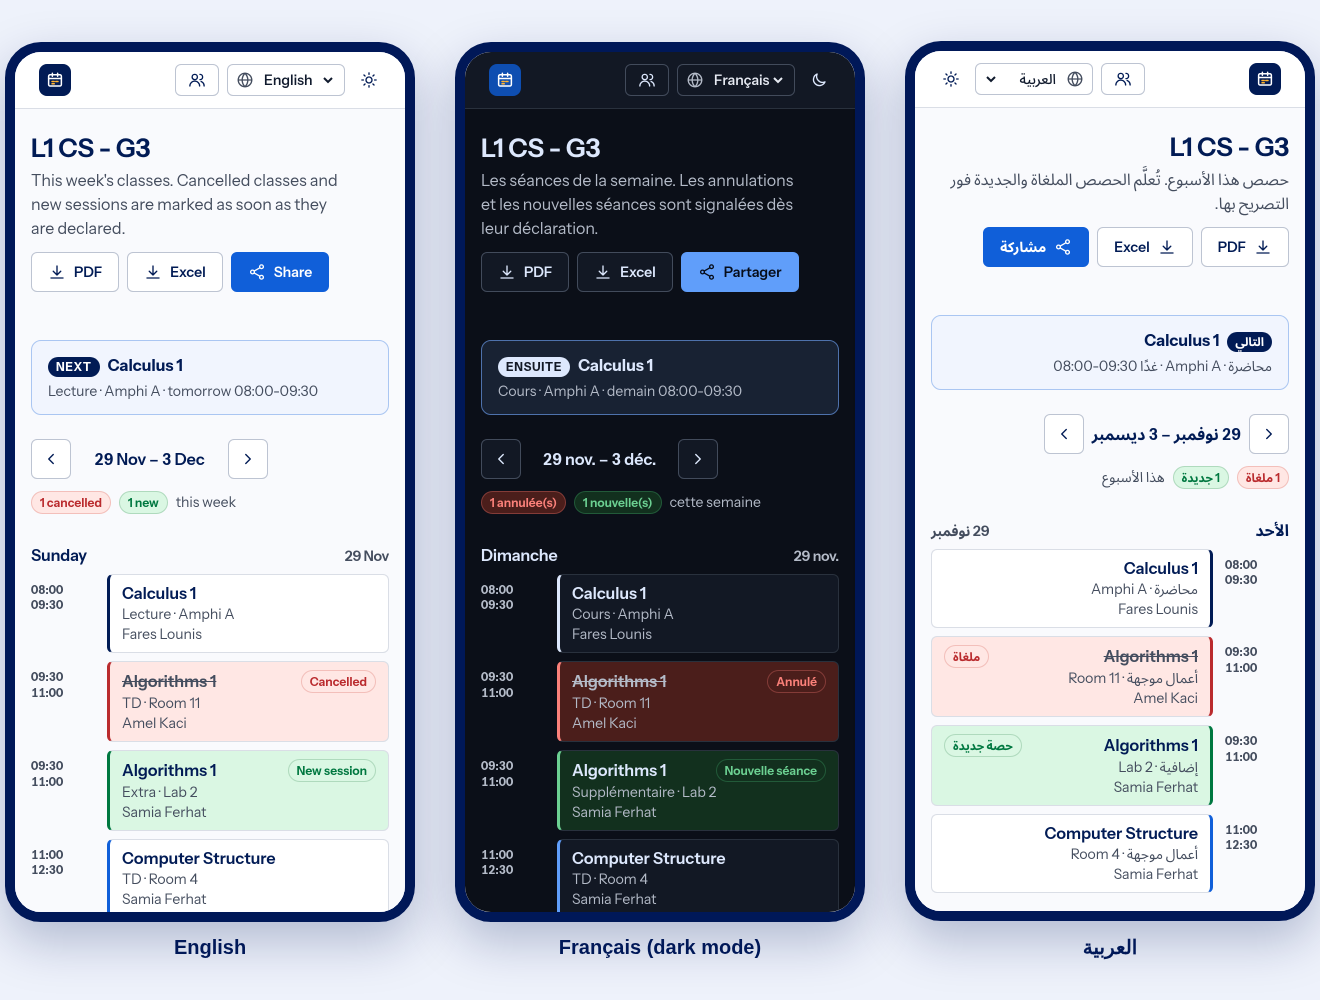 English
L1 CS - G3
This week's classes. Cancelled classes and
new sessions are marked as soon as they
are declared.
PDF
Excel
Share
NEXT Calculus 1
Lecture · Amphi A · tomorrow 08:00-09:30
29 Nov – 3 Dec
1 cancelled 1 new this week
Sunday 29 Nov
08:00
09:30
Calculus 1
Lecture · Amphi A
Fares Lounis
09:30
11:00
Algorithms 1 Cancelled
TD · Room 11
Amel Kaci
09:30
11:00
Algorithms 1 New session
Extra · Lab 2
Samia Ferhat
11:00
12:30
Computer Structure
TD · Room 4
Samia Ferhat
English
Français
L1 CS - G3
Les séances de la semaine. Les annulations
et les nouvelles séances sont signalées dès
leur déclaration.
PDF
Excel
Partager
ENSUITE Calculus 1
Cours · Amphi A · demain 08:00-09:30
29 nov. – 3 déc.
1 annulée(s) 1 nouvelle(s) cette semaine
Dimanche 29 nov.
08:00
09:30
Calculus 1
Cours · Amphi A
Fares Lounis
09:30
11:00
Algorithms 1 Annulé
TD · Room 11
Amel Kaci
09:30
11:00
Algorithms 1 Nouvelle séance
Supplémentaire · Lab 2
Samia Ferhat
11:00
12:30
Computer Structure
TD · Room 4
Samia Ferhat
Français (dark mode)
العربية
L1 CS - G3
حصص هذا الأسبوع. تُعلَّم الحصص الملغاة والجديدة فور
التصريح بها.
PDF
Excel
مشاركة
التالي Calculus 1
محاضرة · Amphi A · غدًا 08:00-09:30
29 نوفمبر – 3 ديسمبر
1 ملغاة 1 جديدة هذا الأسبوع
الأحد 29 نوفمبر
08:00
09:30
Calculus 1
محاضرة · Amphi A
Fares Lounis
09:30
11:00
Algorithms 1 ملغاة
أعمال موجهة · Room 11
Amel Kaci
09:30
11:00
Algorithms 1 حصة جديدة
إضافية · Lab 2
Samia Ferhat
11:00
12:30
Computer Structure
أعمال موجهة · Room 4
Samia Ferhat
العربية